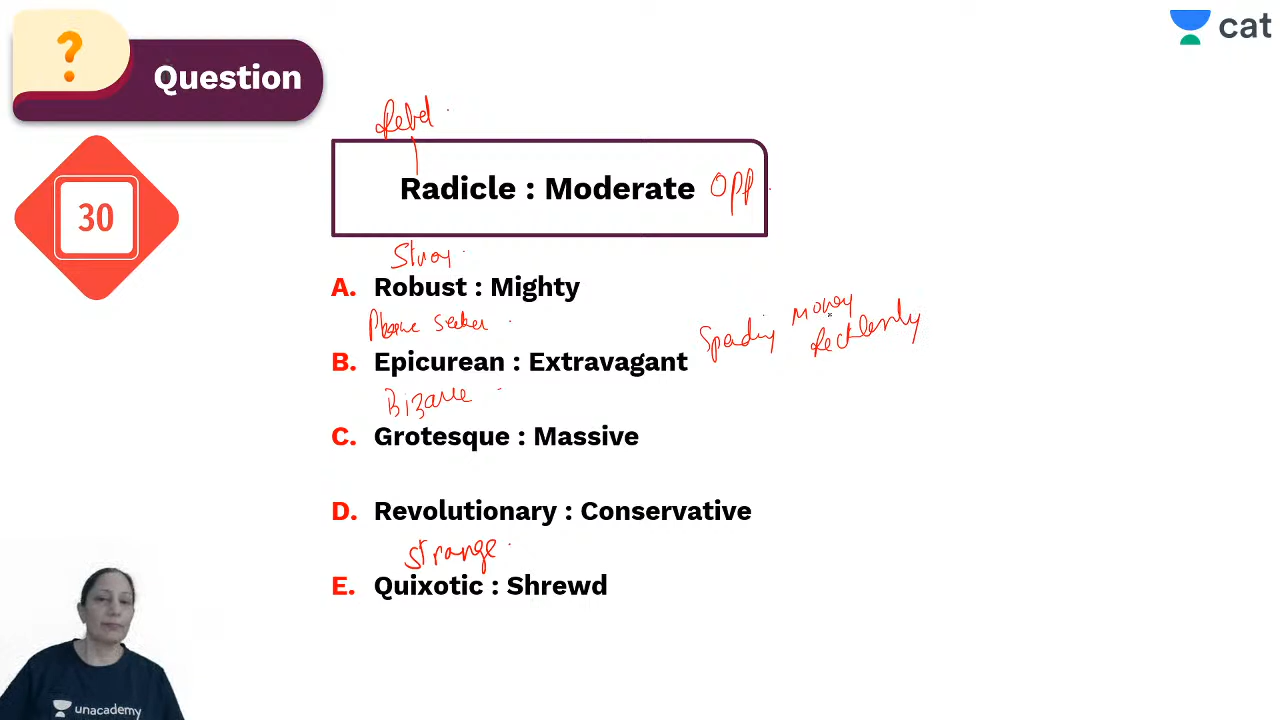 ?
Question
cat
30
Rebel
Radicle : Moderate opp.
Strong
A. Robust : Mighty
seeker
B. Epicurean : Extravagant Spending Money Recklessly
Bizarre
C. Grotesque : Massive
D. Revolutionary : Conservative
Strange
E. Quixotic : Shrewd
unacademy